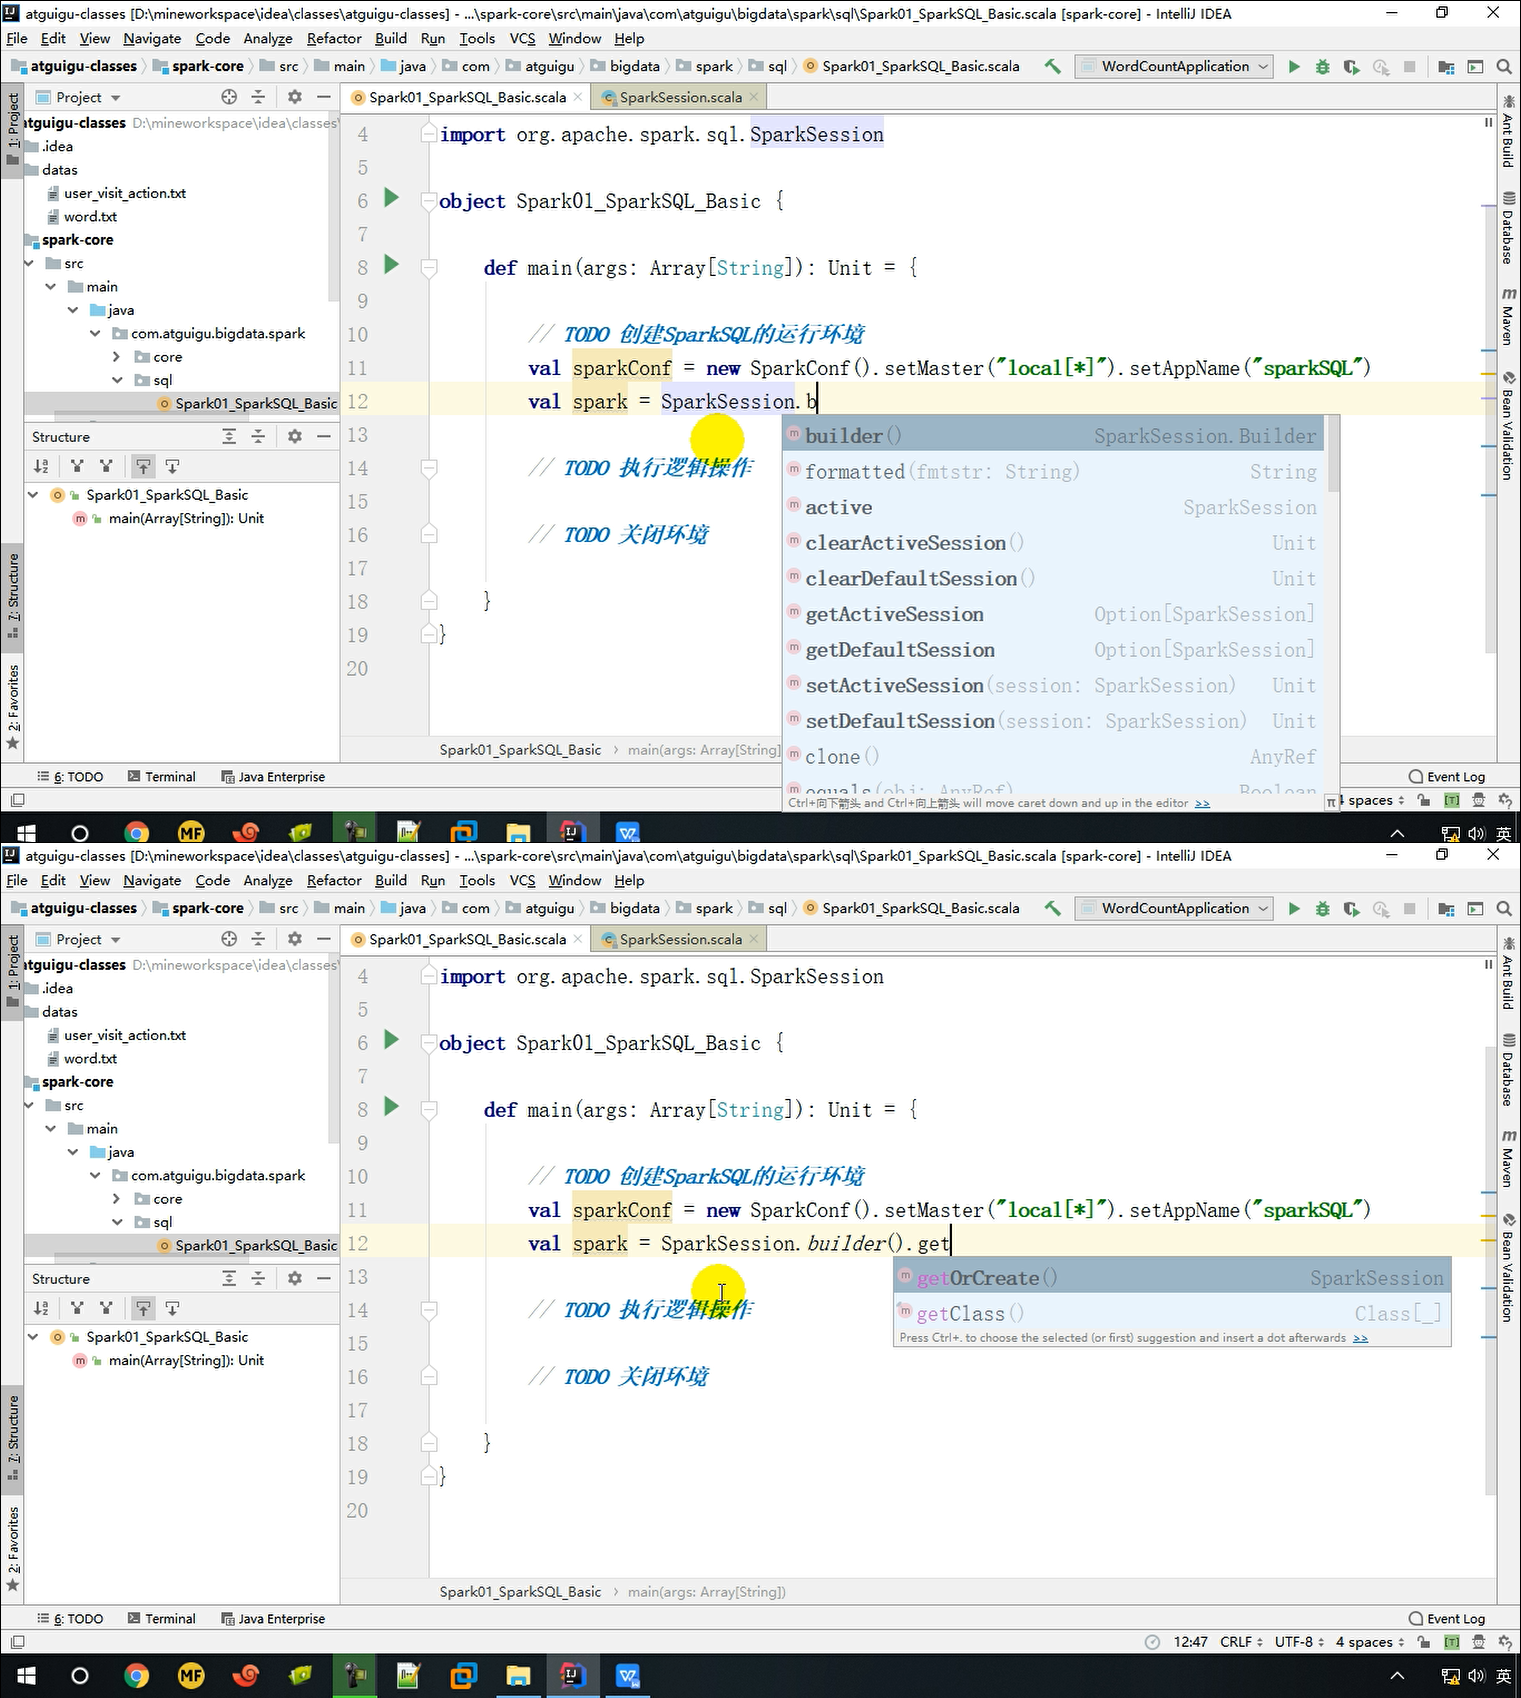 atguigu-classes [D:\mineworkspace\idea\classes\atguigu-classes] - ...\spark-core\src\main\java\com\atguigu\bigdata\spark\sql\Spark01_SparkSQL_Basic.scala [spark-core] - IntelliJ IDEA
File Edit View Navigate Code Analyze Refactor Build Run Tools VCS Window Help
atguigu-classes spark-core src main java com atguigu bigdata spark sql Spark01_SparkSQL_Basic.scala WordCountApplication
1: Project
Project
Spark01_SparkSQL_Basic.scala SparkSession.scala
atguigu-classes D:\mineworkspace\idea\classes
.idea
datas
user_visit_action.txt
word.txt
spark-core
src
main
java
com.atguigu.bigdata.spark
core
sql
Spark01_SparkSQL_Basic
Structure
Spark01_SparkSQL_Basic
main(Array[String]): Unit
7: Structure
2: Favorites
4 import org.apache.spark.sql.SparkSession
5
6 object Spark01_SparkSQL_Basic {
7
8 def main(args: Array[String]): Unit = {
9
10 // TODO 创建SparkSQL的运行环境
11 val sparkConf = new SparkConf().setMaster("local[*]").setAppName("sparkSQL")
12 val spark = SparkSession.b
13
14 // TODO 执行逻辑操作
15
16 // TODO 关闭环境
17
18 }
19 }
20
builder() SparkSession.Builder
formatted(fmtstr: String) String
active SparkSession
clearActiveSession() Unit
clearDefaultSession() Unit
getActiveSession Option[SparkSession]
getDefaultSession Option[SparkSession]
setActiveSession(session: SparkSession) Unit
setDefaultSession(session: SparkSession) Unit
clone() AnyRef
equals(obj: AnyRef) Boolean
Ctrl+向下箭头 and Ctrl+向上箭头 will move caret down and up in the editor >>
π
Spark01_SparkSQL_Basic main(args: Array[String]
Ant Build
Database
Maven
Bean Validation
6: TODO Terminal Java Enterprise Event Log
4 spaces
英
atguigu-classes [D:\mineworkspace\idea\classes\atguigu-classes] - ...\spark-core\src\main\java\com\atguigu\bigdata\spark\sql\Spark01_SparkSQL_Basic.scala [spark-core] - IntelliJ IDEA
File Edit View Navigate Code Analyze Refactor Build Run Tools VCS Window Help
atguigu-classes spark-core src main java com atguigu bigdata spark sql Spark01_SparkSQL_Basic.scala WordCountApplication
1: Project
Project
Spark01_SparkSQL_Basic.scala SparkSession.scala
atguigu-classes D:\mineworkspace\idea\classes
.idea
datas
user_visit_action.txt
word.txt
spark-core
src
main
java
com.atguigu.bigdata.spark
core
sql
Spark01_SparkSQL_Basic
Structure
Spark01_SparkSQL_Basic
main(Array[String]): Unit
7: Structure
2: Favorites
4 import org.apache.spark.sql.SparkSession
5
6 object Spark01_SparkSQL_Basic {
7
8 def main(args: Array[String]): Unit = {
9
10 // TODO 创建SparkSQL的运行环境
11 val sparkConf = new SparkConf().setMaster("local[*]").setAppName("sparkSQL")
12 val spark = SparkSession.builder().get
13
14 // TODO 执行逻辑操作
15
16 // TODO 关闭环境
17
18 }
19 }
20
getOrCreate() SparkSession
getClass() Class[_]
Press Ctrl+. to choose the selected (or first) suggestion and insert a dot afterwards >>
Spark01_SparkSQL_Basic main(args: Array[String])
Ant Build
Database
Maven
Bean Validation
6: TODO Terminal Java Enterprise Event Log
12:47 CRLF UTF-8 4 spaces
英